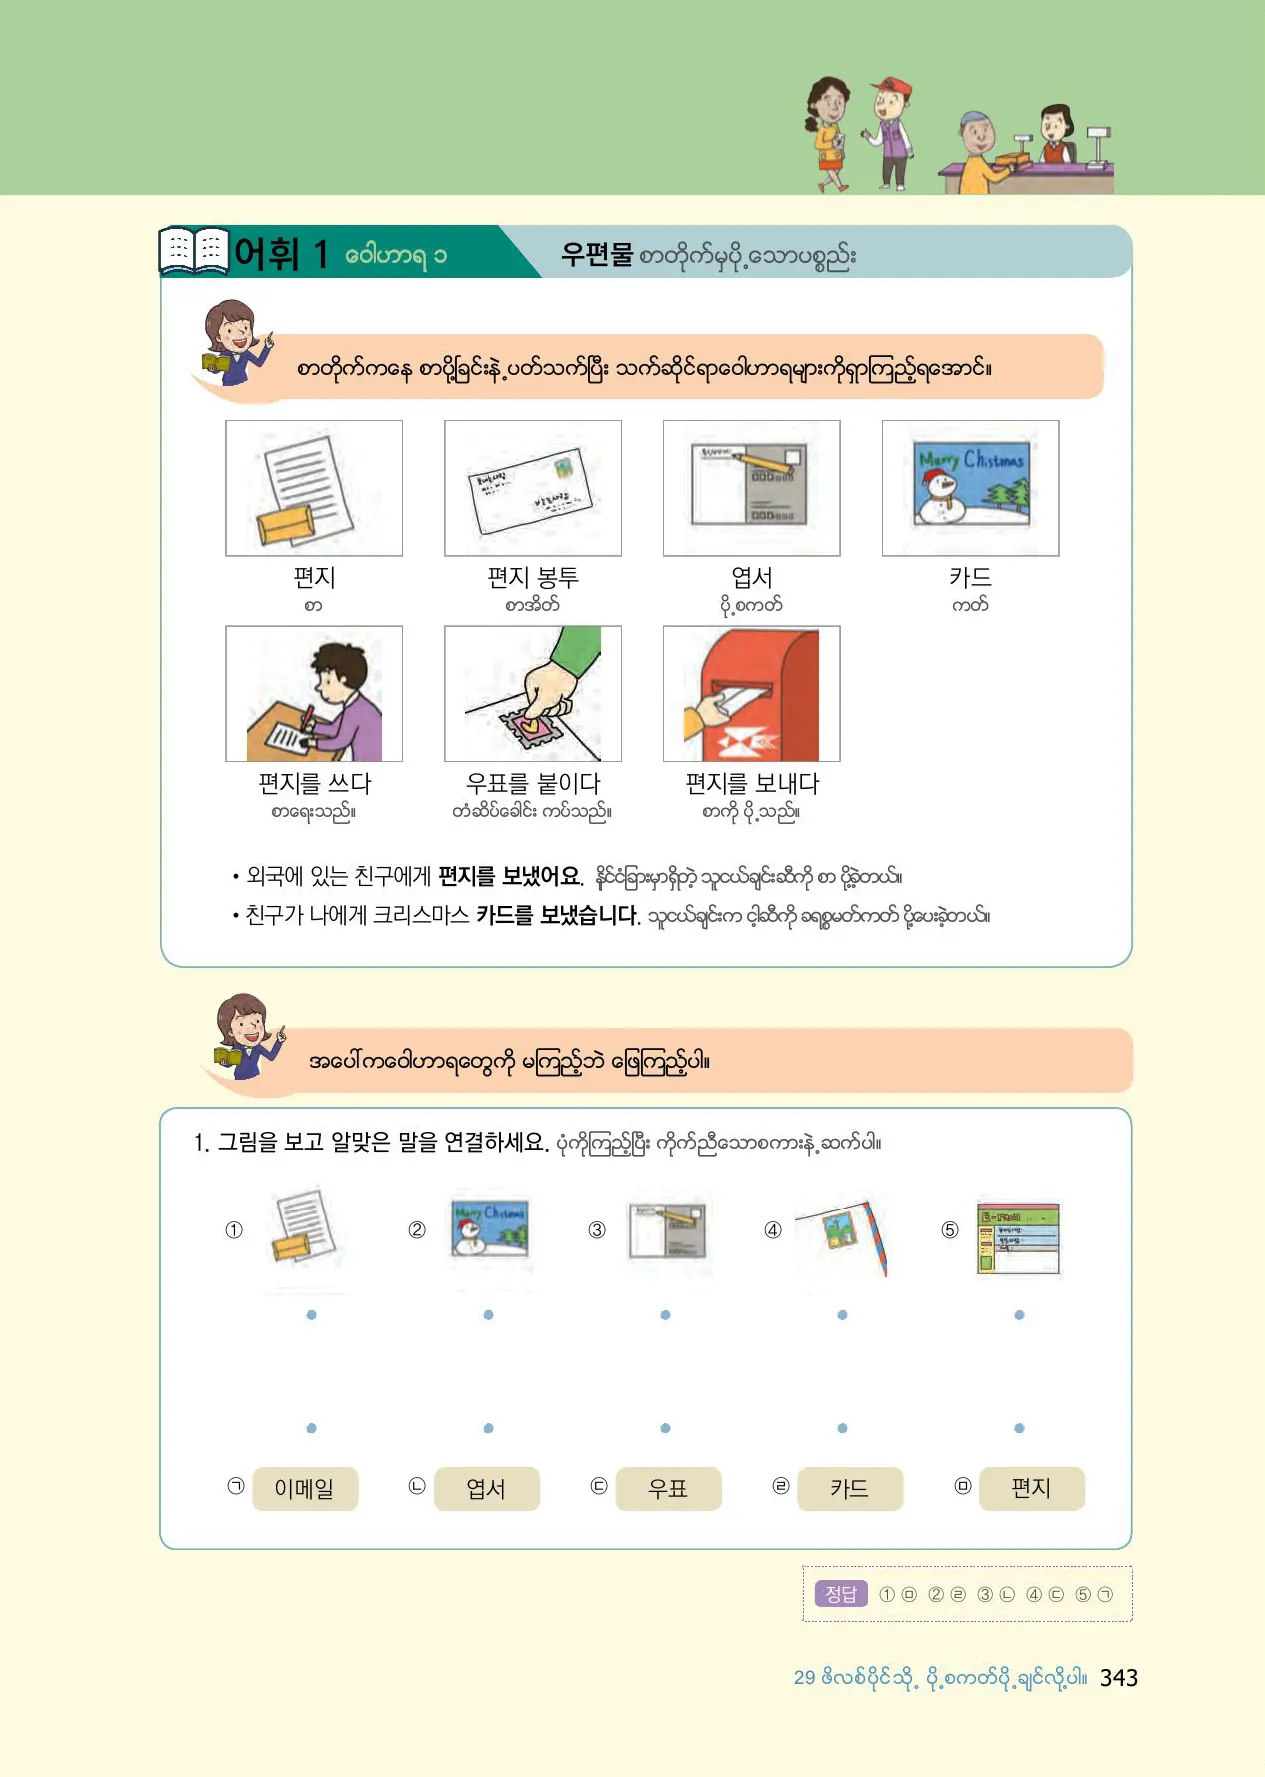 어휘 1 ဝေါဟာရ ၁ 우편물 စာတိုက်မှပို့သောပစ္စည်း
စာတိုက်ကနေ စာပို့ခြင်းနဲ့ ပတ်သက်ပြီး သက်ဆိုင်ရာဝေါဟာရများကိုရှာကြည့်ရအောင်။
Merry Christmas
편지 편지 봉투 엽서 카드
စာ စာအိတ် ပို့စကတ် ကတ်
편지를 쓰다 우표를 붙이다 편지를 보내다
စာရေးသည်။ တံဆိပ်ခေါင်း ကပ်သည်။ စာကို ပို့သည်။
• 외국에 있는 친구에게 편지를 보냈어요. နိုင်ငံခြားမှာရှိတဲ့ သူငယ်ချင်းဆီကို စာ ပို့ခဲ့တယ်။
• 친구가 나에게 크리스마스 카드를 보냈습니다. သူငယ်ချင်းက ငါ့ဆီကို ခရစ္စမတ်ကတ် ပို့ပေးခဲ့တယ်။
အပေါ်ကဝေါဟာရတွေကို မကြည့်ဘဲ ဖြေကြည့်ပါ။
1. 그림을 보고 알맞은 말을 연결하세요. ပုံကိုကြည့်ပြီး ကိုက်ညီသောစကားနဲ့ ဆက်ပါ။
① ② Merry Christmas ③ ④ ⑤ E-mail
㉠ 이메일 ㉡ 엽서 ㉢ 우표 ㉣ 카드 ㉤ 편지
정답 ① ㉤ ② ㉣ ③ ㉡ ④ ㉢ ⑤ ㉠
29 ဖိလစ်ပိုင်သို့ ပို့စကတ်ပို့ချင်လို့ပါ။ 343